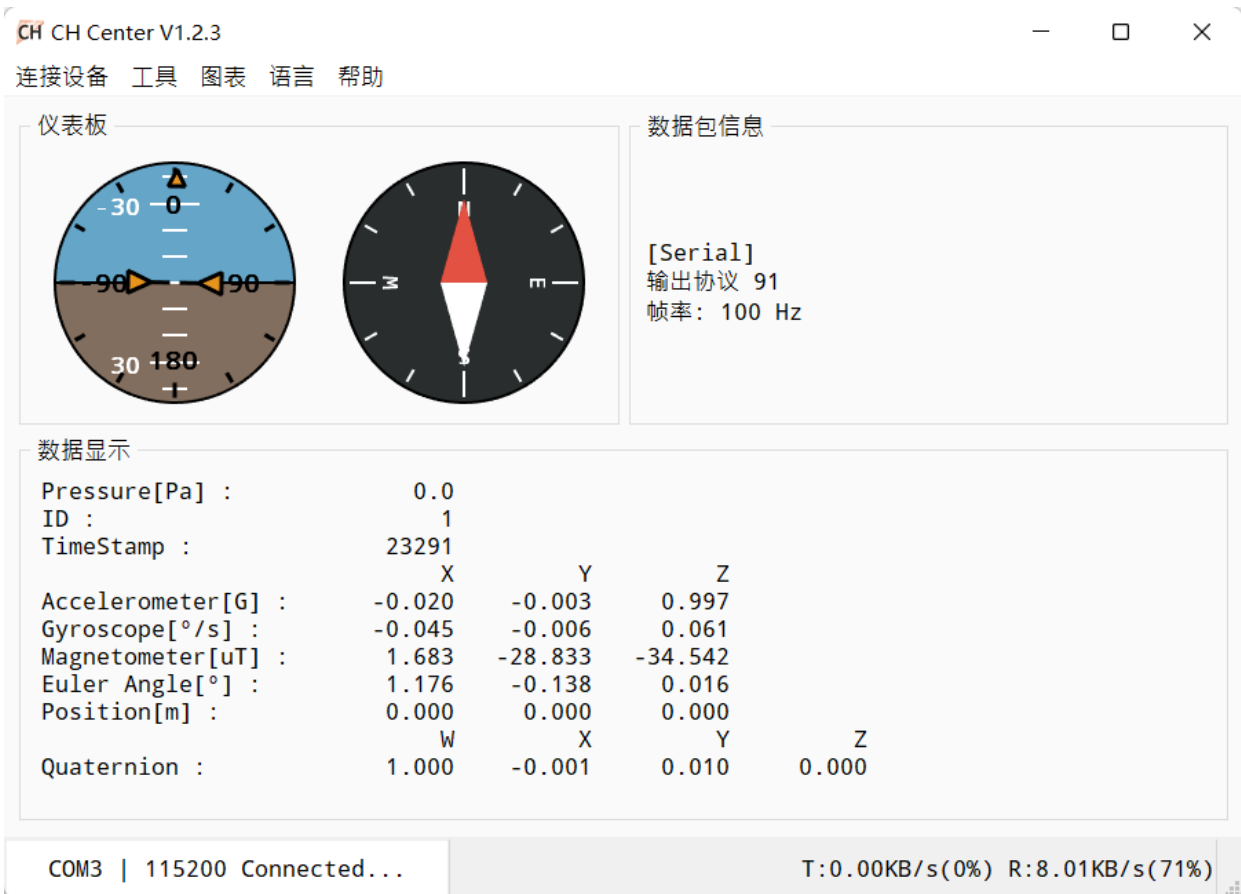 CH CH Center V1.2.3
连接设备 工具 图表 语言 帮助
仪表板
-30 0
-90 90
30 180
N
W E
S
数据包信息
[Serial]
输出协议 91
帧率: 100 Hz
数据显示
Pressure[Pa] : 0.0
ID : 1
TimeStamp : 23291
X Y Z
Accelerometer[G] : -0.020 -0.003 0.997
Gyroscope[°/s] : -0.045 -0.006 0.061
Magnetometer[uT] : 1.683 -28.833 -34.542
Euler Angle[°] : 1.176 -0.138 0.016
Position[m] : 0.000 0.000 0.000
W X Y Z
Quaternion : 1.000 -0.001 0.010 0.000
COM3 | 115200 Connected... T:0.00KB/s(0%) R:8.01KB/s(71%)